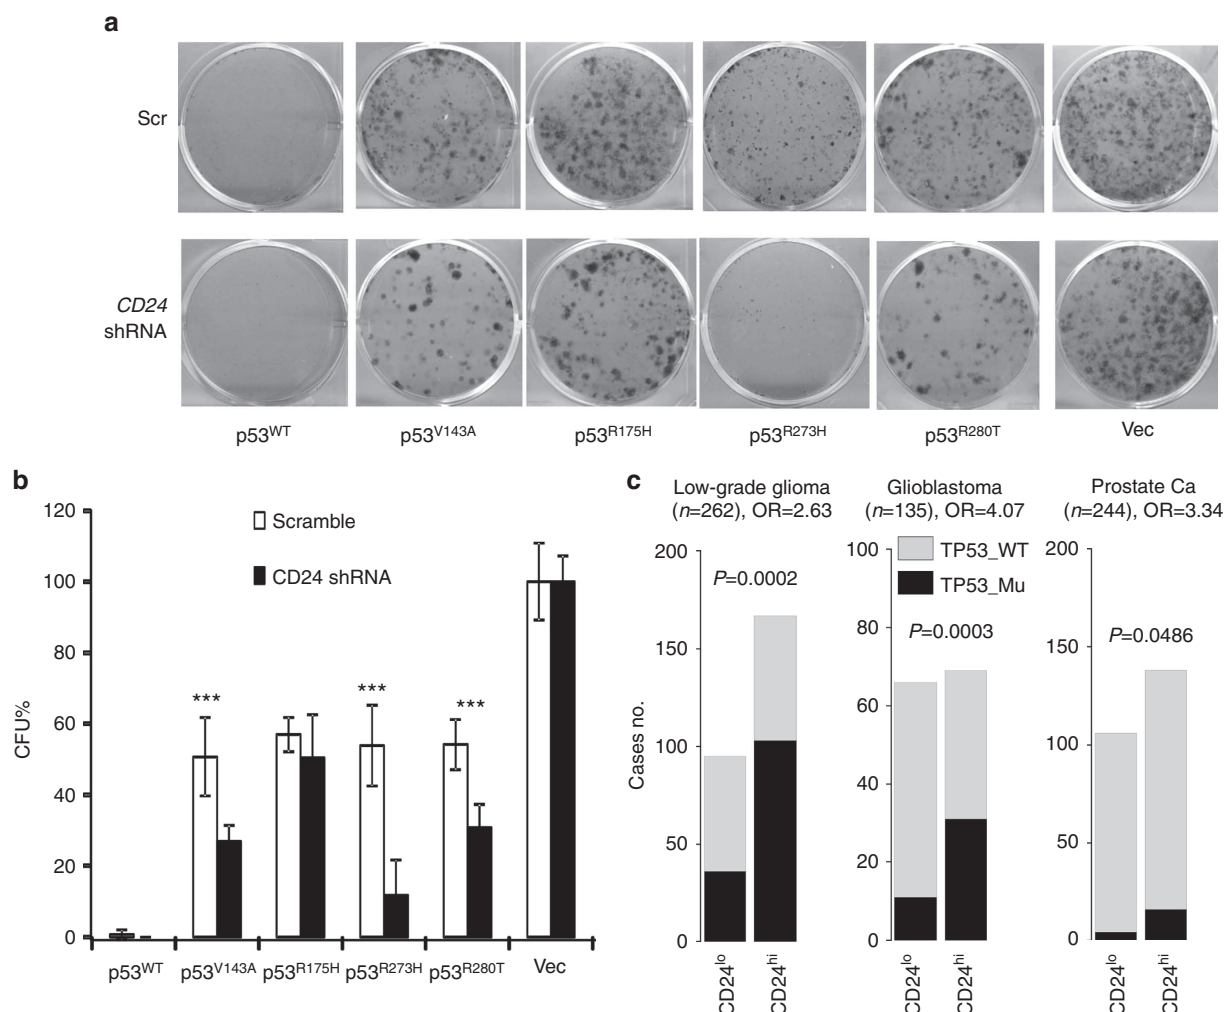 a
Scr
CD24
shRNA
p53WT p53V143A p53R175H p53R273H p53R280T Vec
b
CFU%
120
100
80
60
40
20
0
Scramble
CD24 shRNA
***
***
***
p53WT p53V143A p53R175H p53R273H p53R280T Vec
c
Low-grade glioma
(n=262), OR=2.63
Cases no.
200
150
100
50
0
P=0.0002
CD24lo
CD24hi
Glioblastoma
(n=135), OR=4.07
100
80
60
40
20
0
TP53_WT
TP53_Mu
P=0.0003
CD24lo
CD24hi
Prostate Ca
(n=244), OR=3.34
200
150
100
50
0
P=0.0486
CD24lo
CD24hi